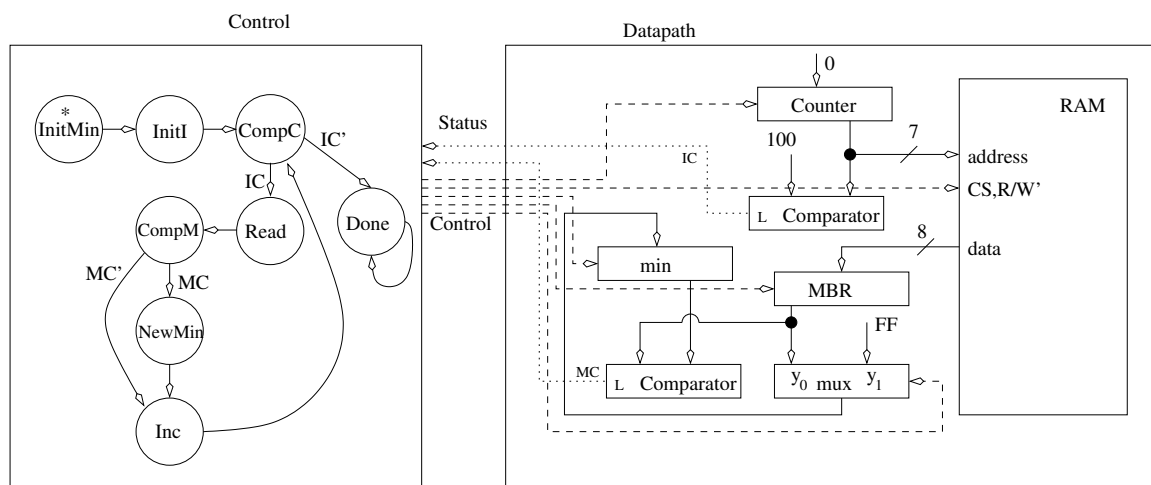 Control
Datapath
*
InitMin
InitI
CompC
IC'
IC
CompM
Read
Done
MC'
MC
NewMin
Inc
Status
Control
0
Counter
RAM
100
7
address
IC
CS,R/W'
L Comparator
8
data
min
MBR
FF
MC
L Comparator
y0 mux y1